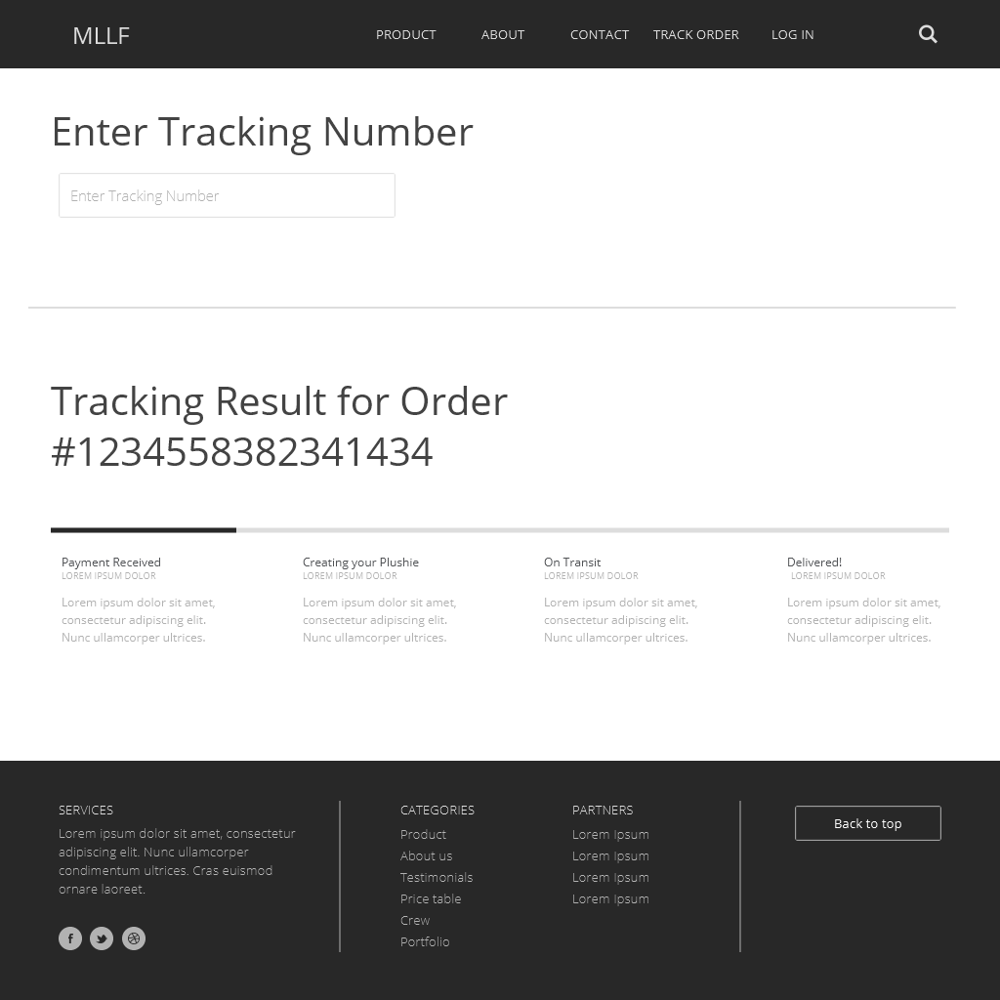 MLLF
PRODUCT
ABOUT
CONTACT
TRACK ORDER
LOG IN
Enter Tracking Number
Enter Tracking Number
Tracking Result for Order
#1234558382341434
Payment Received
LOREM IPSUM DOLOR
Lorem ipsum dolor sit amet,
consectetur adipiscing elit.
Nunc ullamcorper ultrices.
Creating your Plushie
LOREM IPSUM DOLOR
Lorem ipsum dolor sit amet,
consectetur adipiscing elit.
Nunc ullamcorper ultrices.
On Transit
LOREM IPSUM DOLOR
Lorem ipsum dolor sit amet,
consectetur adipiscing elit.
Nunc ullamcorper ultrices.
Delivered!
LOREM IPSUM DOLOR
Lorem ipsum dolor sit amet,
consectetur adipiscing elit.
Nunc ullamcorper ultrices.
SERVICES
Lorem ipsum dolor sit amet, consectetur
adipiscing elit. Nunc ullamcorper
condimentum ultrices. Cras euismod
ornare laoreet.
CATEGORIES
Product
About us
Testimonials
Price table
Crew
Portfolio
PARTNERS
Lorem Ipsum
Lorem Ipsum
Lorem Ipsum
Lorem Ipsum
Back to top